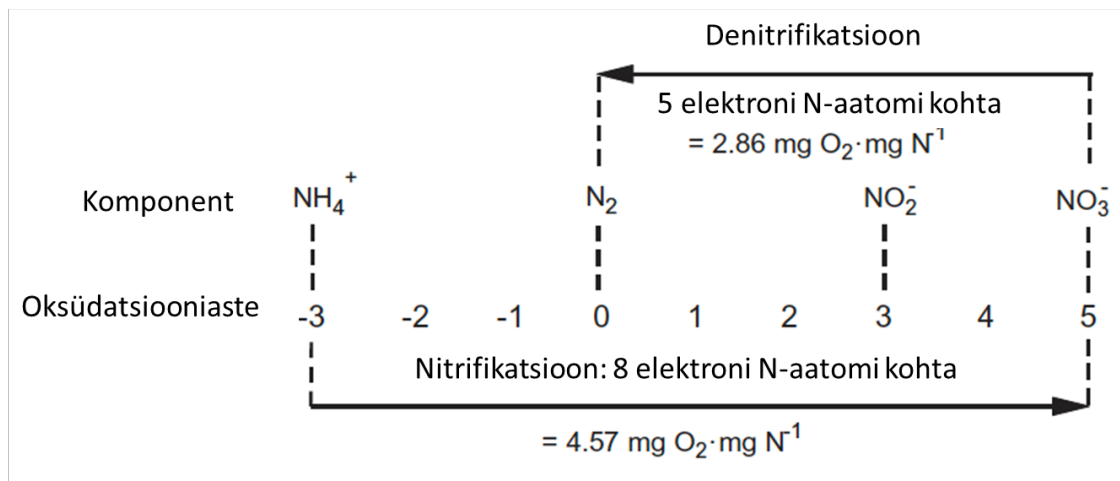 Denitrifikatsioon
5 elektroni N-aatomi kohta
= 2.86 mg O₂·mg N⁻¹
Komponent NH₄⁺ N₂ NO₂⁻ NO₃⁻
Oksüdatsiooniaste -3 -2 -1 0 1 2 3 4 5
Nitrifikatsioon: 8 elektroni N-aatomi kohta
= 4.57 mg O₂·mg N⁻¹